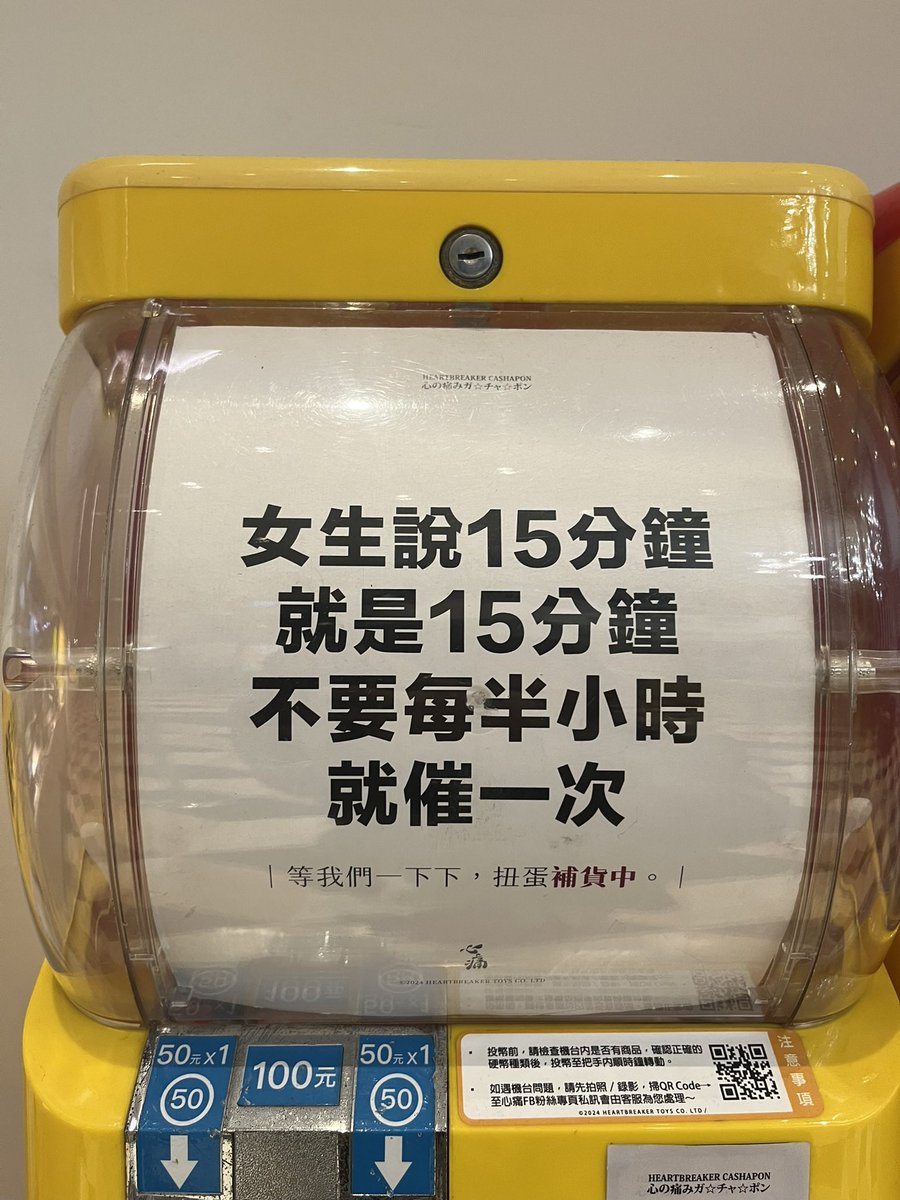 HEARTBREAKER CASHAPON
心の痛みガ☆チャ☆ポン
女生說15分鐘
就是15分鐘
不要每半小時
就催一次
|等我們一下下，扭蛋補貨中。|
心痛
©2024 HEARTBREAKER TOYS CO. LTD
50元x1
50
100元
50元x1
50
· 投幣前，請檢查機台內是否有商品，確認正確的
硬幣種類後，投幣至把手內順時鐘轉動。
· 如遇機台問題，請先拍照 / 錄影，掃QR Code→
至心痛FB粉絲專頁私訊會由客服為您處理～
©2024 HEARTBREAKER TOYS CO. LTD /
注意事項
HEARTBREAKER CASHAPON
心の痛みガ☆チャ☆ポン